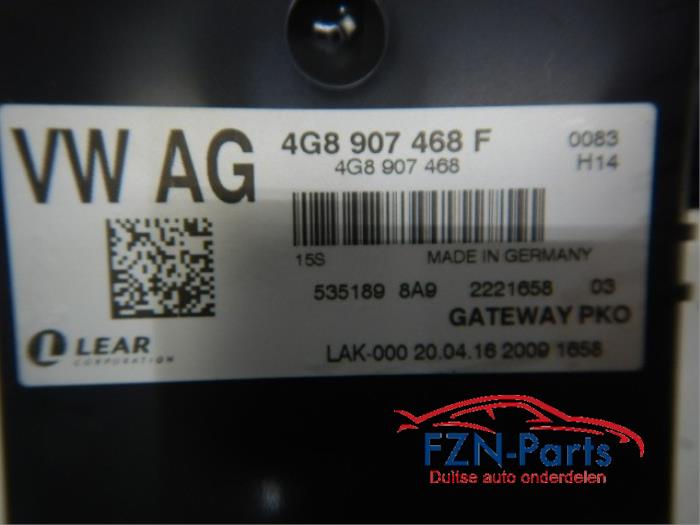 VW AG
4G8 907 468 F
0083
4G8 907 468
H14
15S
MADE IN GERMANY
535189 8A9 2221658 03
GATEWAY PKO
LEAR
CORPORATION
LAK-000 20.04.16 2009 1658
FZN-Parts
Duitse auto onderdelen